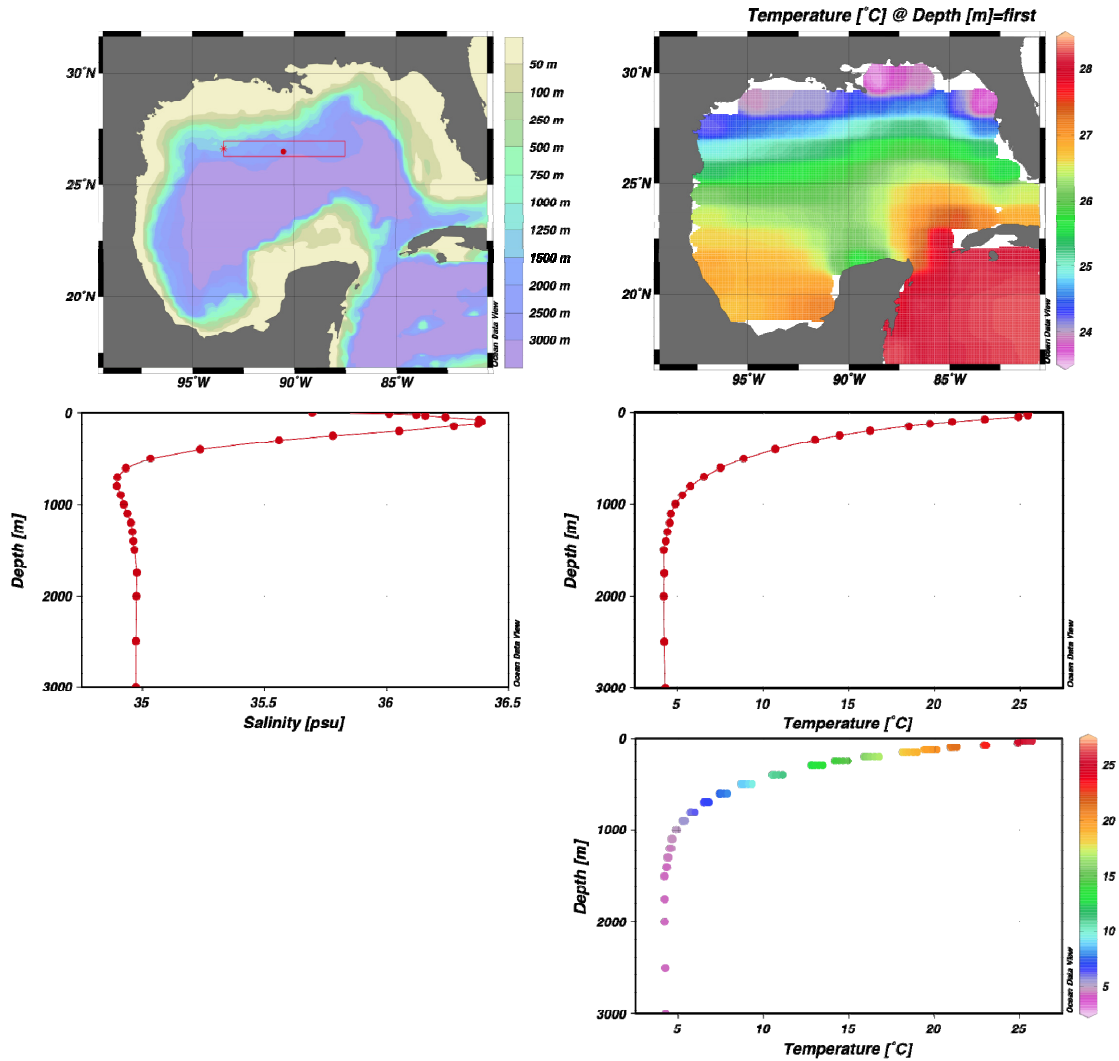 Temperature [˚C] @ Depth [m]=first
30˚N
25˚N
20˚N
95˚W
90˚W
85˚W
50 m
100 m
250 m
500 m
750 m
1000 m
1250 m
1500 m
2000 m
2500 m
3000 m
Ocean Data View
30˚N
25˚N
20˚N
95˚W
90˚W
85˚W
28
27
26
25
24
Ocean Data View
0
1000
2000
3000
Depth [m]
35
35.5
36
36.5
Salinity [psu]
Ocean Data View
0
1000
2000
3000
Depth [m]
5
10
15
20
25
Temperature [˚C]
Ocean Data View
0
1000
2000
3000
Depth [m]
5
10
15
20
25
Temperature [˚C]
Ocean Data View
25
20
15
10
5